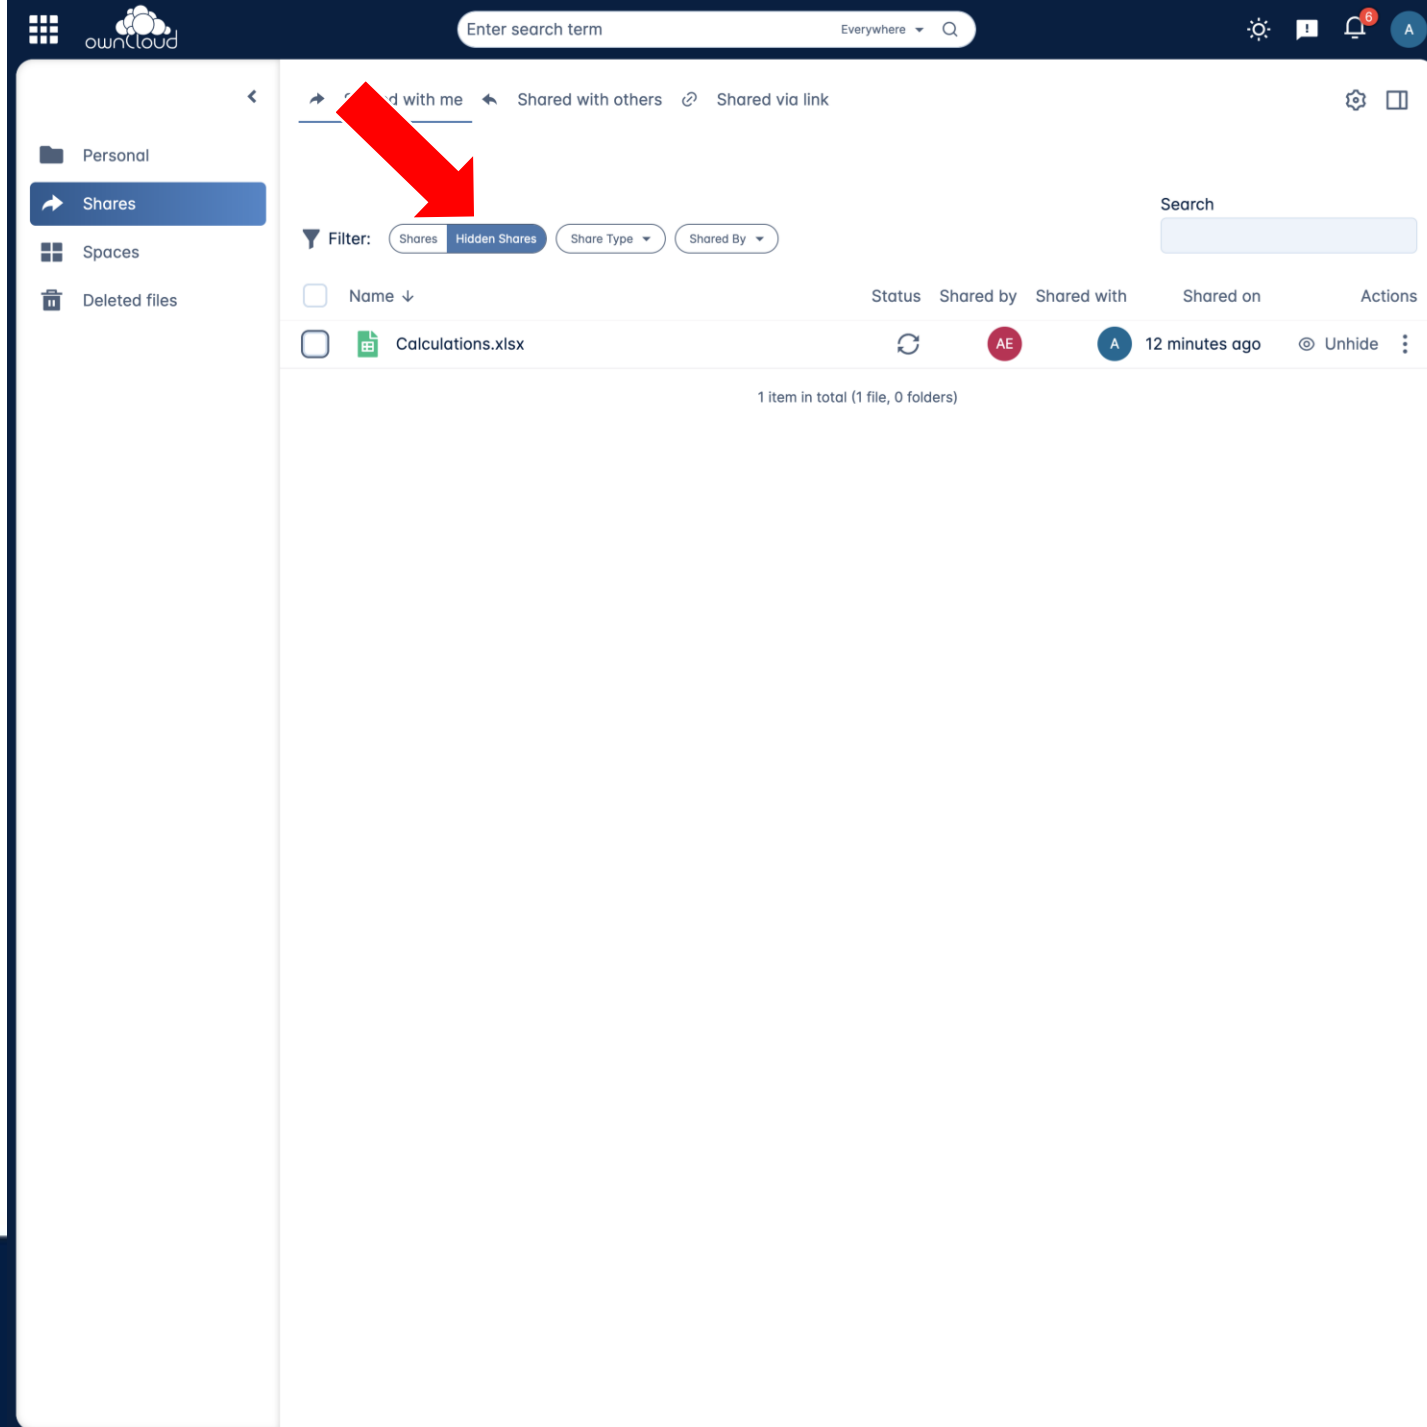 ownCloud
Enter search term
Everywhere
6
A
with me
Shared with others
Shared via link
Personal
Shares
Spaces
Deleted files
Search
Filter:
Shares
Hidden Shares
Share Type
Shared By
Name
Status
Shared by
Shared with
Shared on
Actions
Calculations.xlsx
AE
A
12 minutes ago
Unhide
1 item in total (1 file, 0 folders)